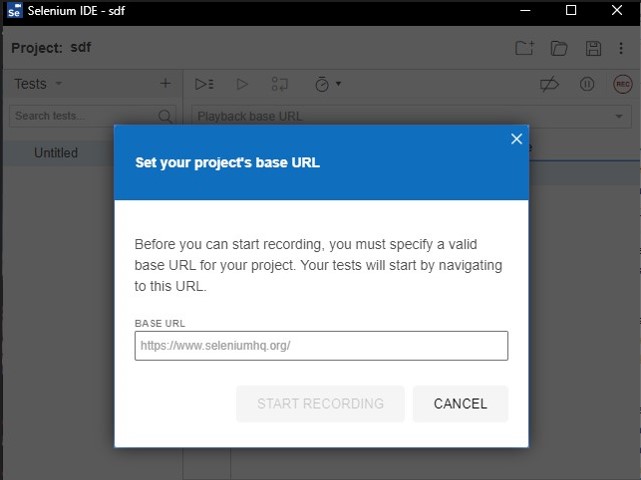 Se Selenium IDE - sdf
Project: sdf
Tests
REC
Search tests...
Playback base URL
Untitled
Set your project's base URL
Before you can start recording, you must specify a valid
base URL for your project. Your tests will start by navigating
to this URL.
BASE URL
https://www.seleniumhq.org/
START RECORDING
CANCEL